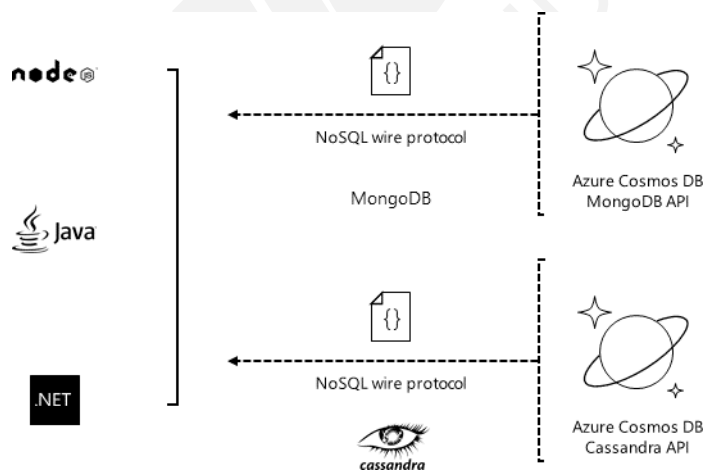 node
JS
{}
NoSQL wire protocol
MongoDB
Azure Cosmos DB
MongoDB API
Java
{}
NoSQL wire protocol
cassandra
Azure Cosmos DB
Cassandra API
.NET